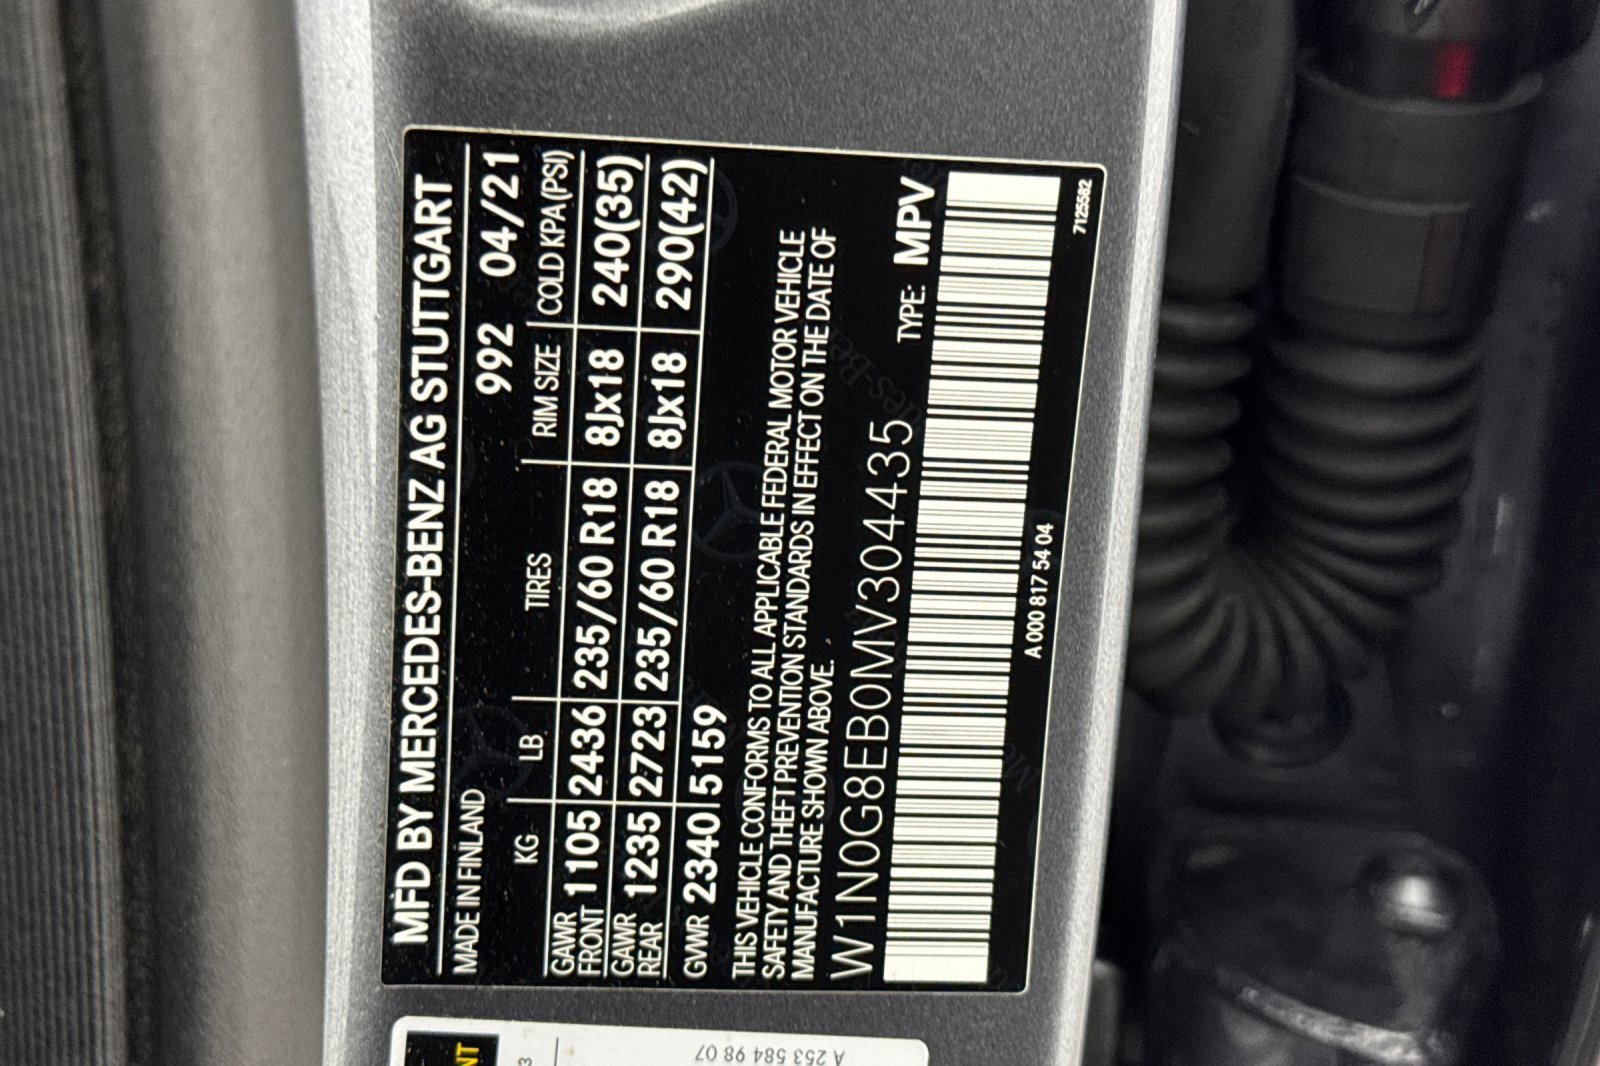 MFD BY MERCEDES-BENZ AG STUTTGART
MADE IN FINLAND 992 04/21
KG LB TIRES RIM SIZE COLD KPA (PSI)
GAWR FRONT 1105 2436 235/60 R18 8Jx18 240(35)
GAWR REAR 1235 2723 235/60 R18 8Jx18 290(42)
GWR 2340 5159
THIS VEHICLE CONFORMS TO ALL APPLICABLE FEDERAL MOTOR VEHICLE
SAFETY AND THEFT PREVENTION STANDARDS IN EFFECT ON THE DATE OF
MANUFACTURE SHOWN ABOVE.
W1N0G8EB0MV304435 TYPE: MPV
A 000 817 54 04 7125582
NT
3
A 253 584 98 07